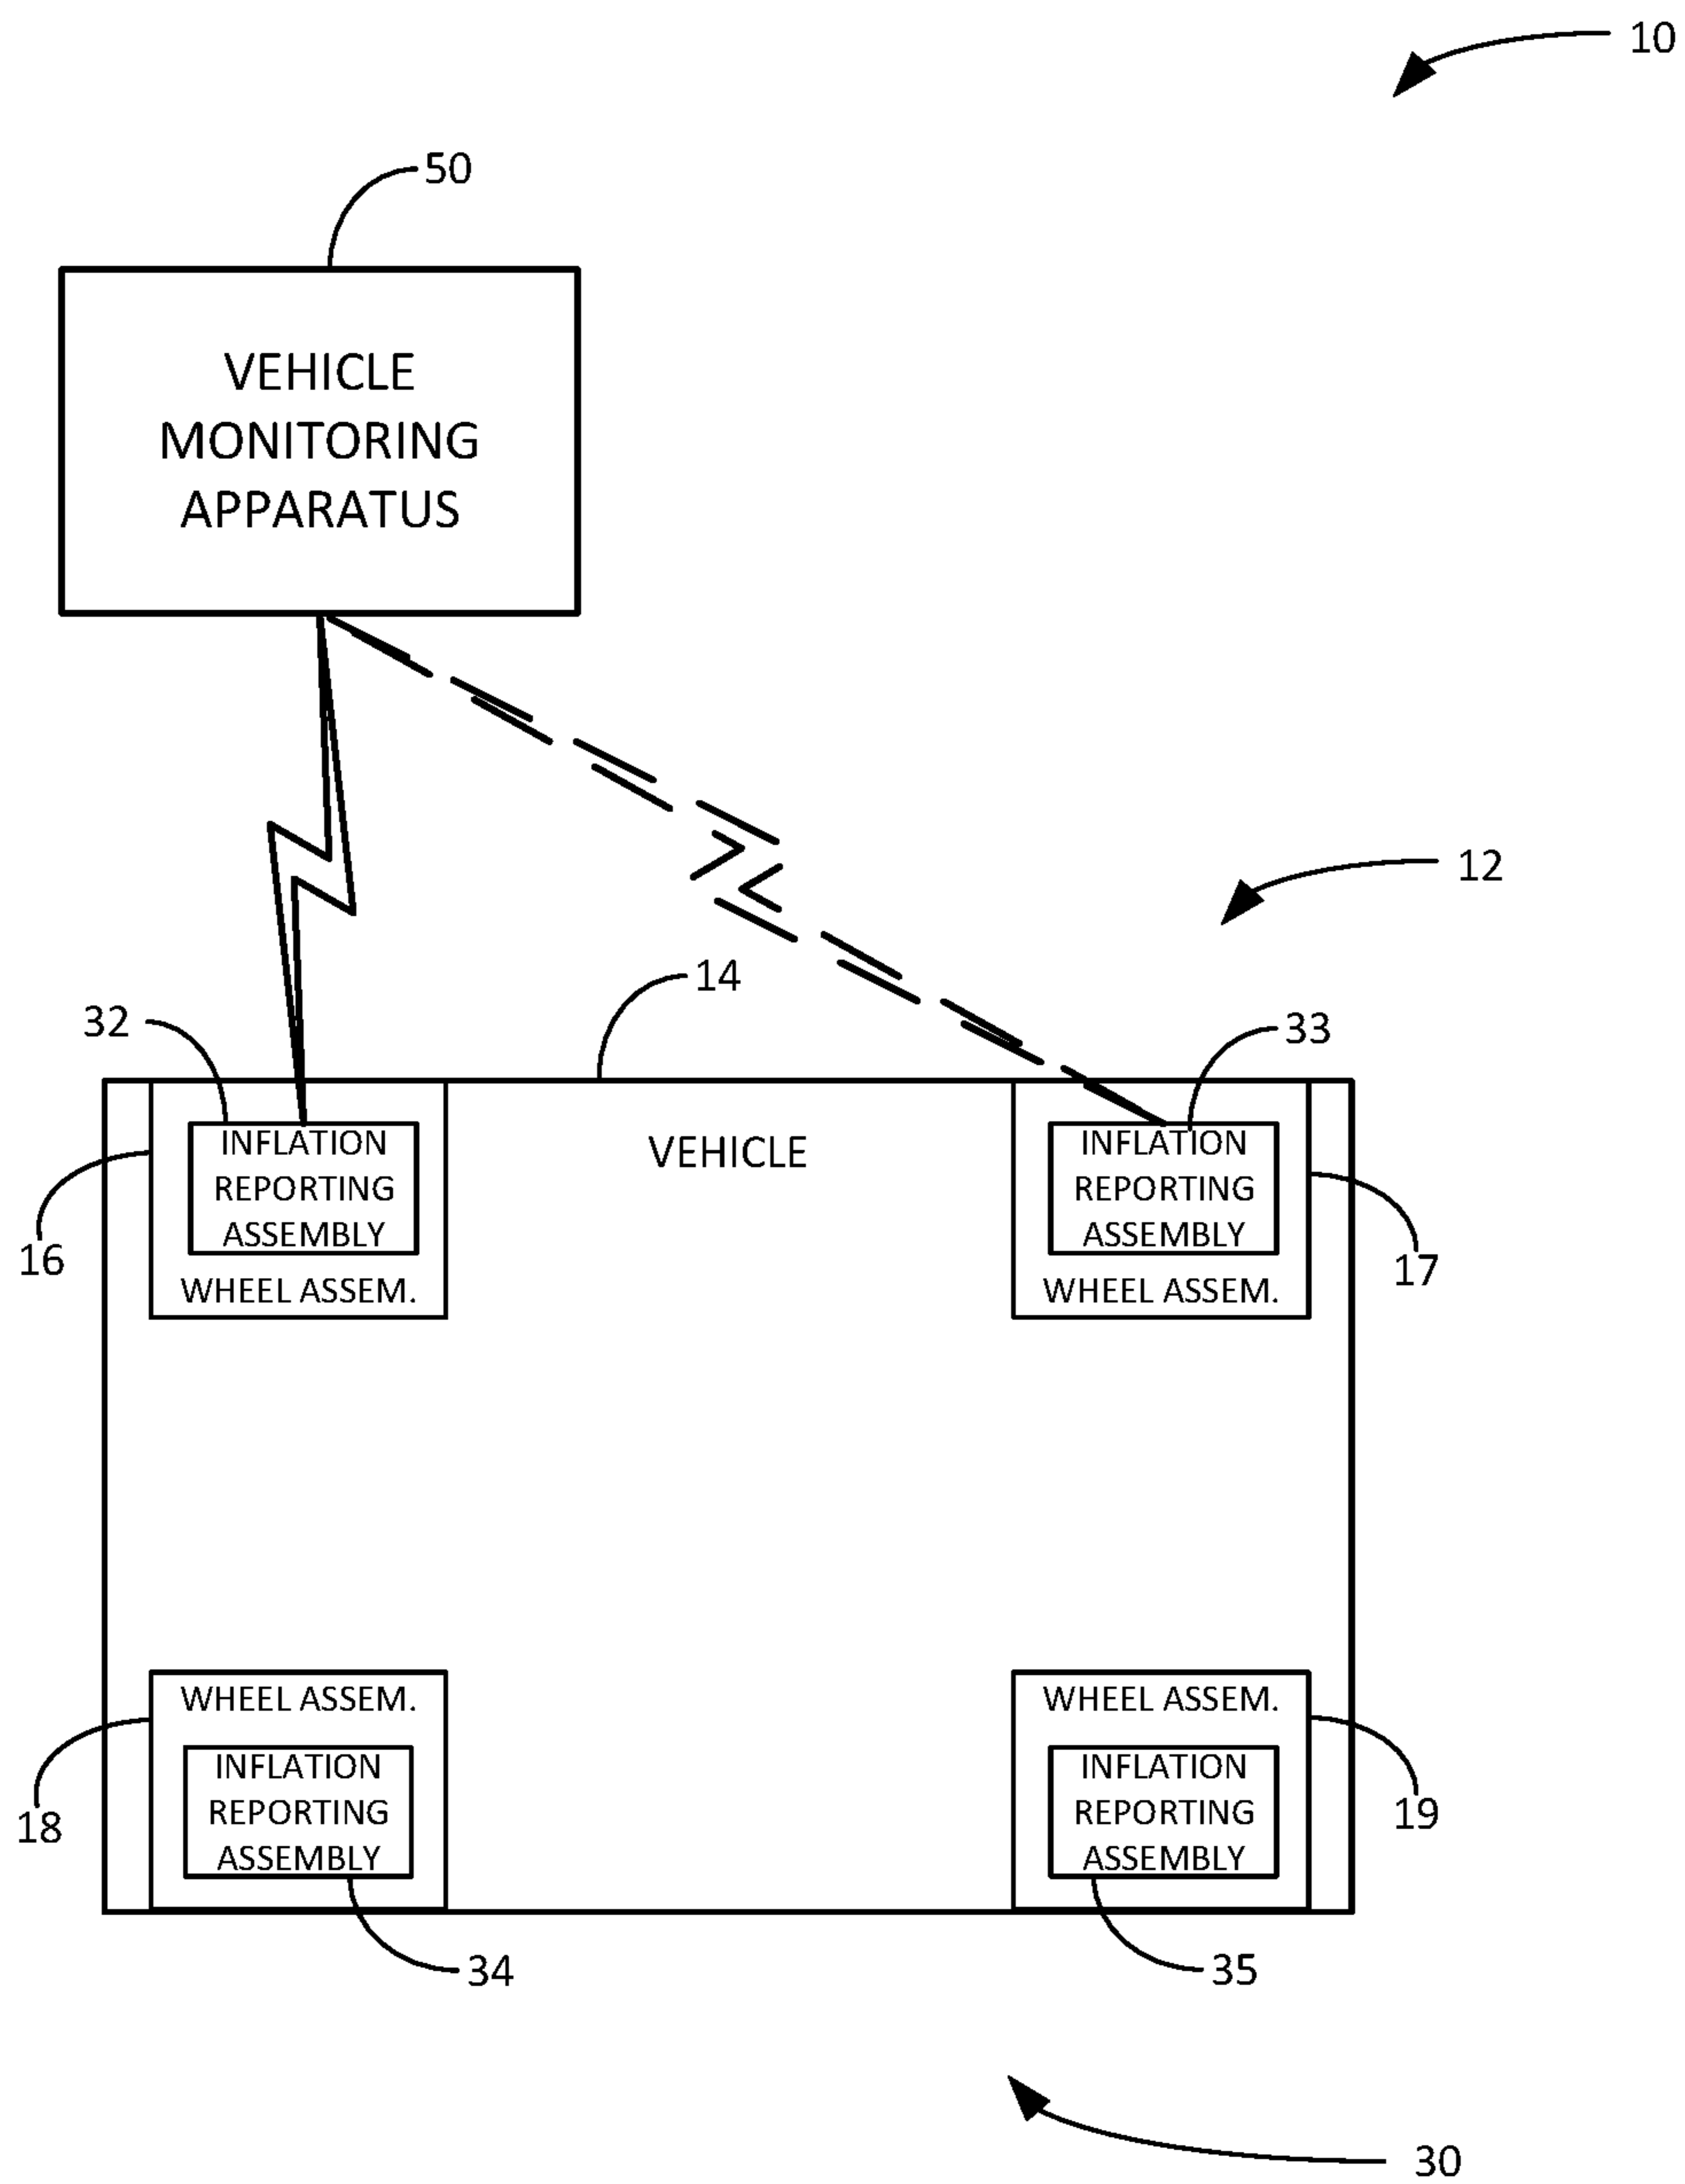 10
50
VEHICLE
MONITORING
APPARATUS
12
14
32
33
INFLATION
REPORTING
ASSEMBLY
WHEEL ASSEM.
VEHICLE
INFLATION
REPORTING
ASSEMBLY
WHEEL ASSEM.
16
17
WHEEL ASSEM.
INFLATION
REPORTING
ASSEMBLY
WHEEL ASSEM.
INFLATION
REPORTING
ASSEMBLY
18
19
34
35
30